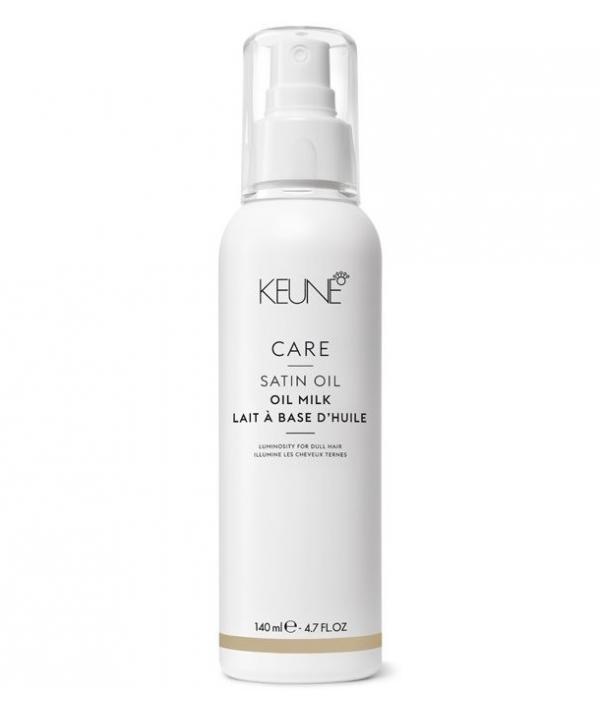 KEUNE
CARE
SATIN OIL
OIL MILK
LAIT À BASE D'HUILE
LUMINOSITY FOR DULL HAIR
ILLUMINE LES CHEVEUX TERNES
140 ml ℮ - 4.7 FL.OZ